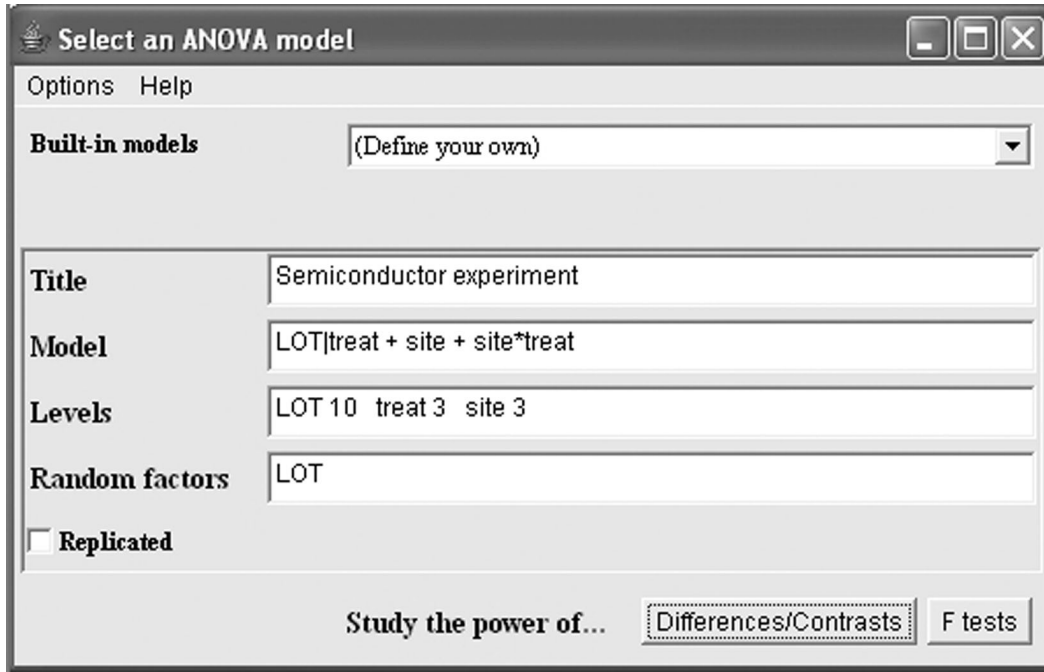 Select an ANOVA model
Options Help
Built-in models (Define your own)
Title Semiconductor experiment
Model LOT|treat + site + site*treat
Levels LOT 10 treat 3 site 3
Random factors LOT
Replicated
Study the power of... Differences/Contrasts F tests